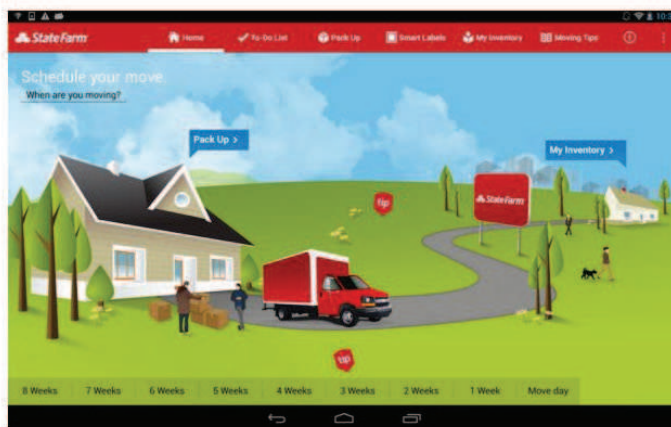 State Farm
Home
To-Do List
Pack Up
Smart Labels
My Inventory
Moving Tips
Schedule your move.
When are you moving?
Pack Up >
My Inventory >
tip
State Farm
tip
8 Weeks
7 Weeks
6 Weeks
5 Weeks
4 Weeks
3 Weeks
2 Weeks
1 Week
Move day